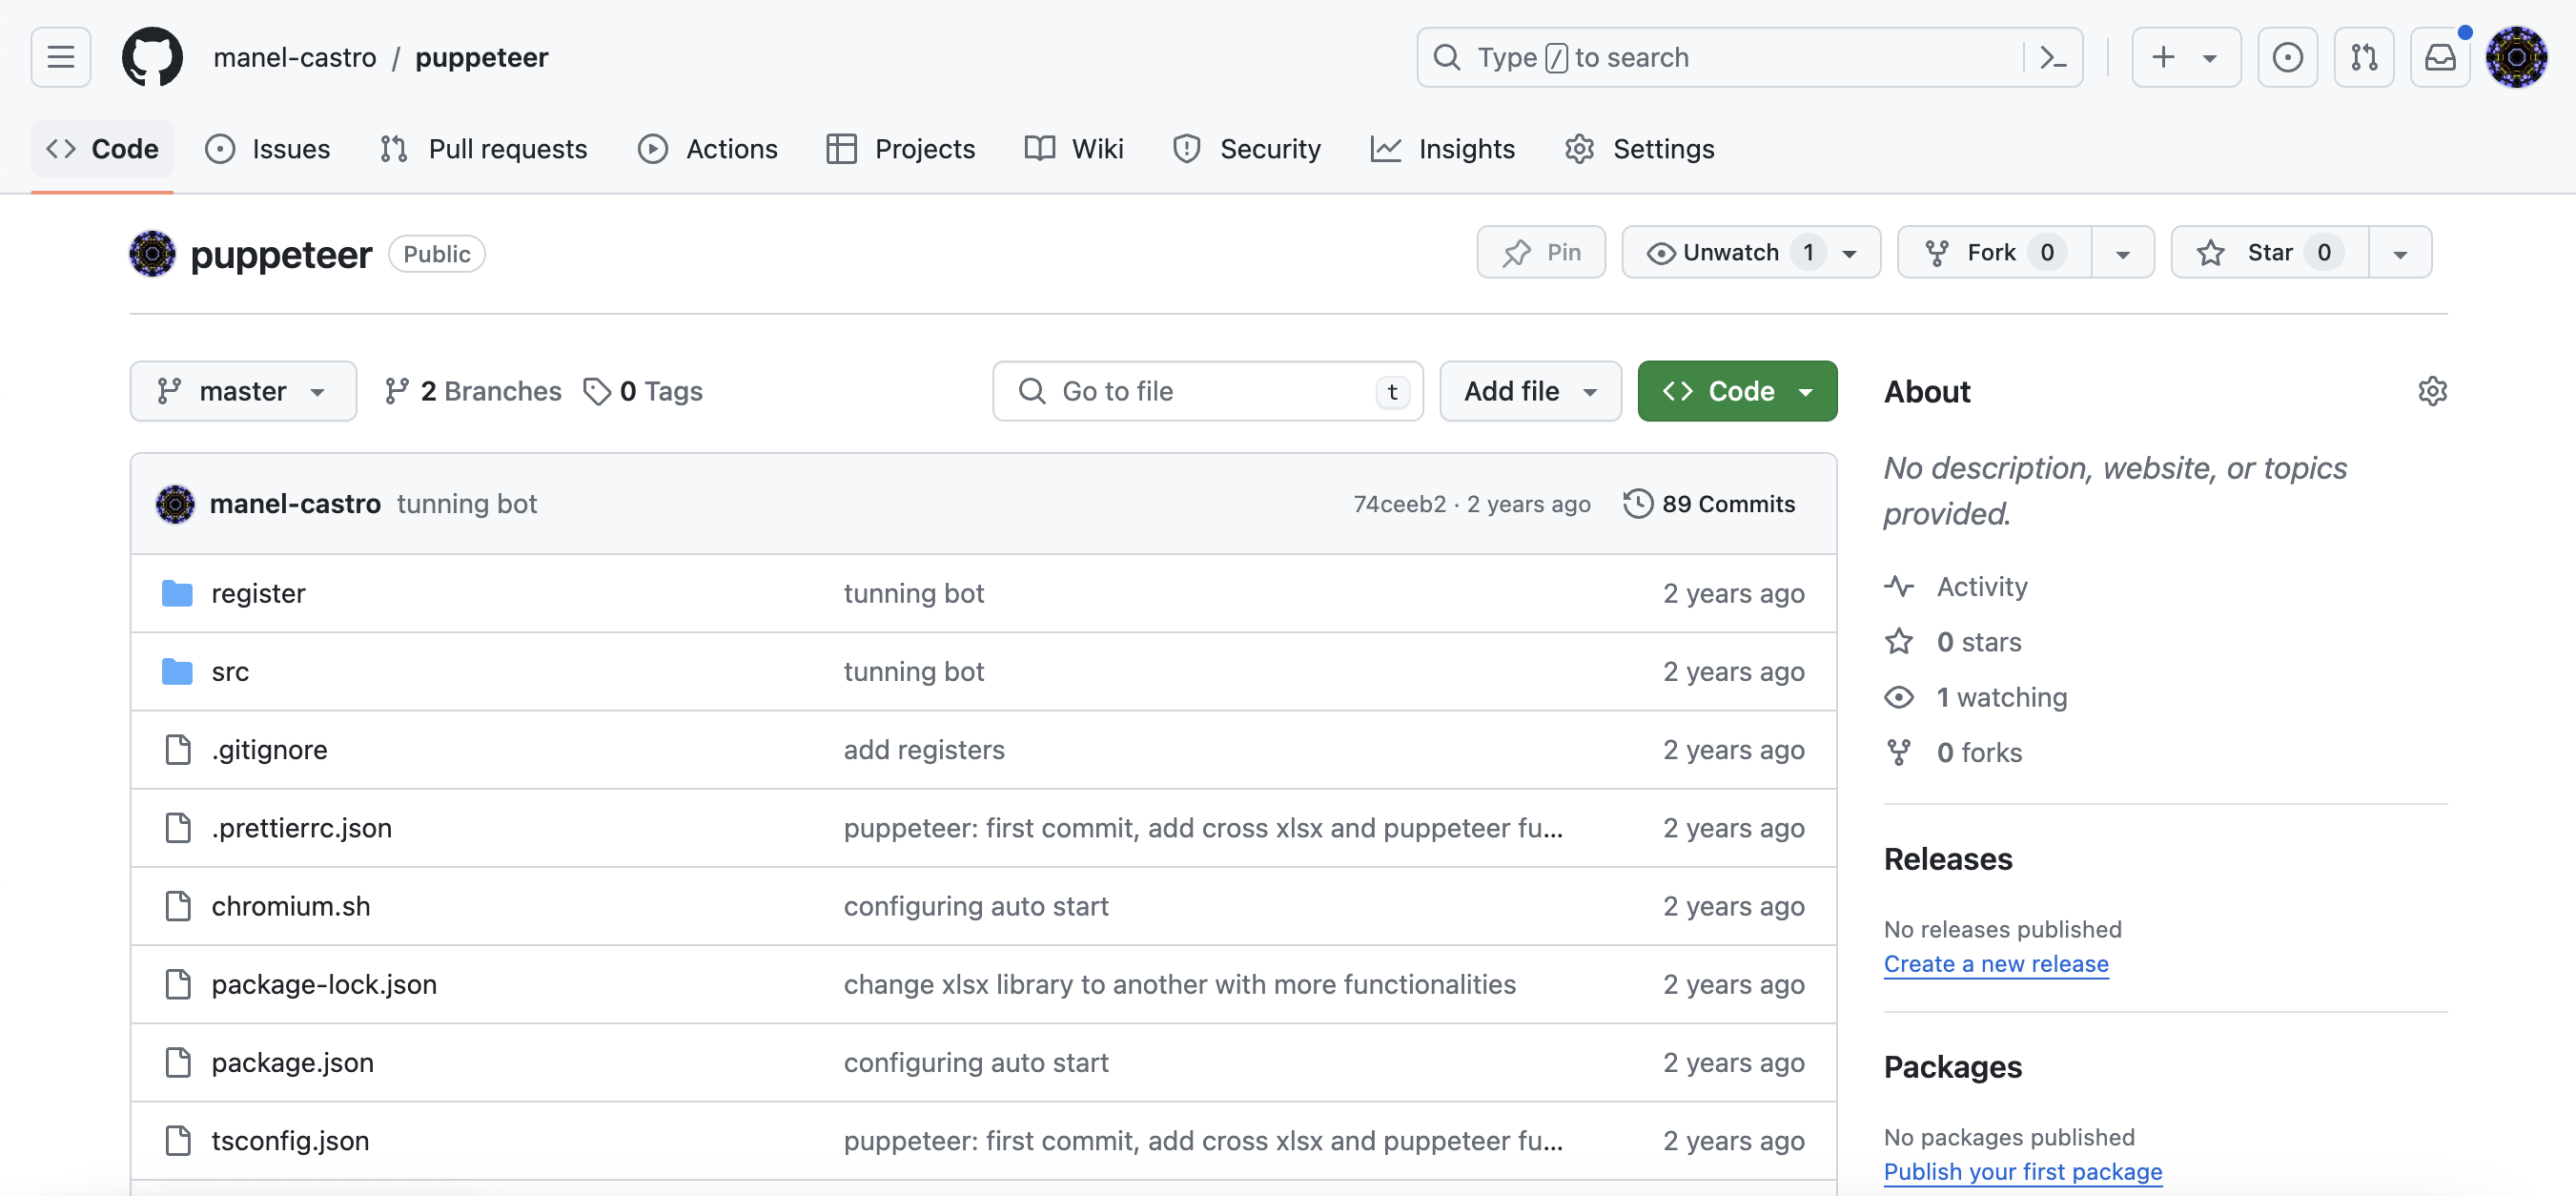 manel-castro / puppeteer
Type / to search
Code Issues Pull requests Actions Projects Wiki Security Insights Settings
puppeteer Public
Pin Unwatch 1 Fork 0 Star 0
master 2 Branches 0 Tags Go to file t Add file Code
manel-castro tunning bot 74ceeb2 · 2 years ago 89 Commits
register tunning bot 2 years ago
src tunning bot 2 years ago
.gitignore add registers 2 years ago
.prettierrc.json puppeteer: first commit, add cross xlsx and puppeteer fu... 2 years ago
chromium.sh configuring auto start 2 years ago
package-lock.json change xlsx library to another with more functionalities 2 years ago
package.json configuring auto start 2 years ago
tsconfig.json puppeteer: first commit, add cross xlsx and puppeteer fu... 2 years ago
About
No description, website, or topics
provided.
Activity
0 stars
1 watching
0 forks
Releases
No releases published
Create a new release
Packages
No packages published
Publish your first package